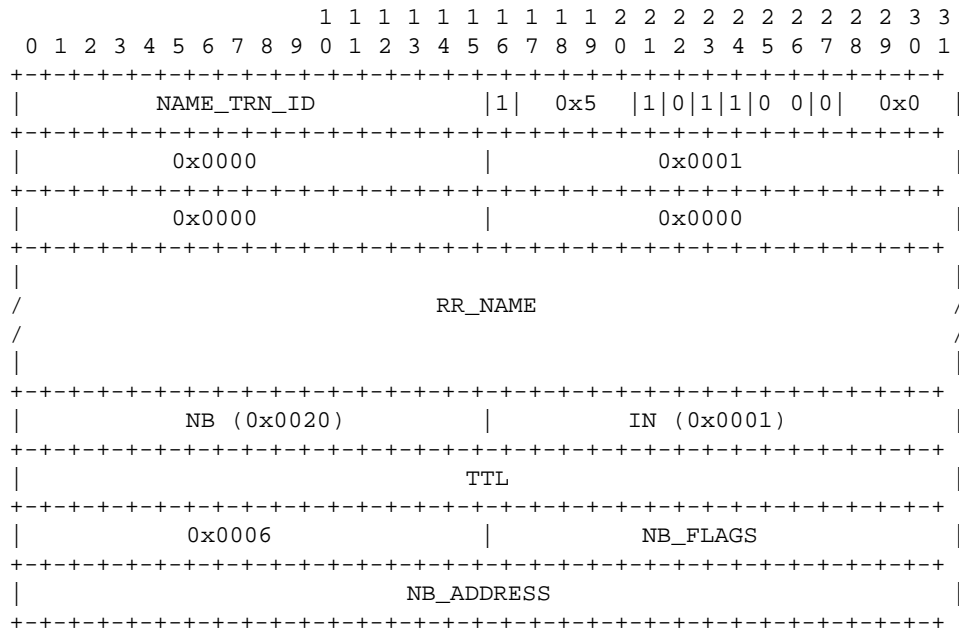 1 1 1 1 1 1 1 1 1 1 2 2 2 2 2 2 2 2 2 2 3 3
 0 1 2 3 4 5 6 7 8 9 0 1 2 3 4 5 6 7 8 9 0 1 2 3 4 5 6 7 8 9 0 1
+-+-+-+-+-+-+-+-+-+-+-+-+-+-+-+-+-+-+-+-+-+-+-+-+-+-+-+-+-+-+-+-+
|         NAME_TRN_ID           |1|  0x5  |1|0|1|1|0 0|0|  0x0  |
+-+-+-+-+-+-+-+-+-+-+-+-+-+-+-+-+-+-+-+-+-+-+-+-+-+-+-+-+-+-+-+-+
|          0x0000               |           0x0001              |
+-+-+-+-+-+-+-+-+-+-+-+-+-+-+-+-+-+-+-+-+-+-+-+-+-+-+-+-+-+-+-+-+
|          0x0000               |           0x0000              |
+-+-+-+-+-+-+-+-+-+-+-+-+-+-+-+-+-+-+-+-+-+-+-+-+-+-+-+-+-+-+-+-+
|                                                               |
/                            RR_NAME                            /
/                                                               /
|                                                               |
+-+-+-+-+-+-+-+-+-+-+-+-+-+-+-+-+-+-+-+-+-+-+-+-+-+-+-+-+-+-+-+-+
|           NB (0x0020)         |         IN (0x0001)           |
+-+-+-+-+-+-+-+-+-+-+-+-+-+-+-+-+-+-+-+-+-+-+-+-+-+-+-+-+-+-+-+-+
|                              TTL                              |
+-+-+-+-+-+-+-+-+-+-+-+-+-+-+-+-+-+-+-+-+-+-+-+-+-+-+-+-+-+-+-+-+
|           0x0006              |          NB_FLAGS             |
+-+-+-+-+-+-+-+-+-+-+-+-+-+-+-+-+-+-+-+-+-+-+-+-+-+-+-+-+-+-+-+-+
|                          NB_ADDRESS                           |
+-+-+-+-+-+-+-+-+-+-+-+-+-+-+-+-+-+-+-+-+-+-+-+-+-+-+-+-+-+-+-+-+